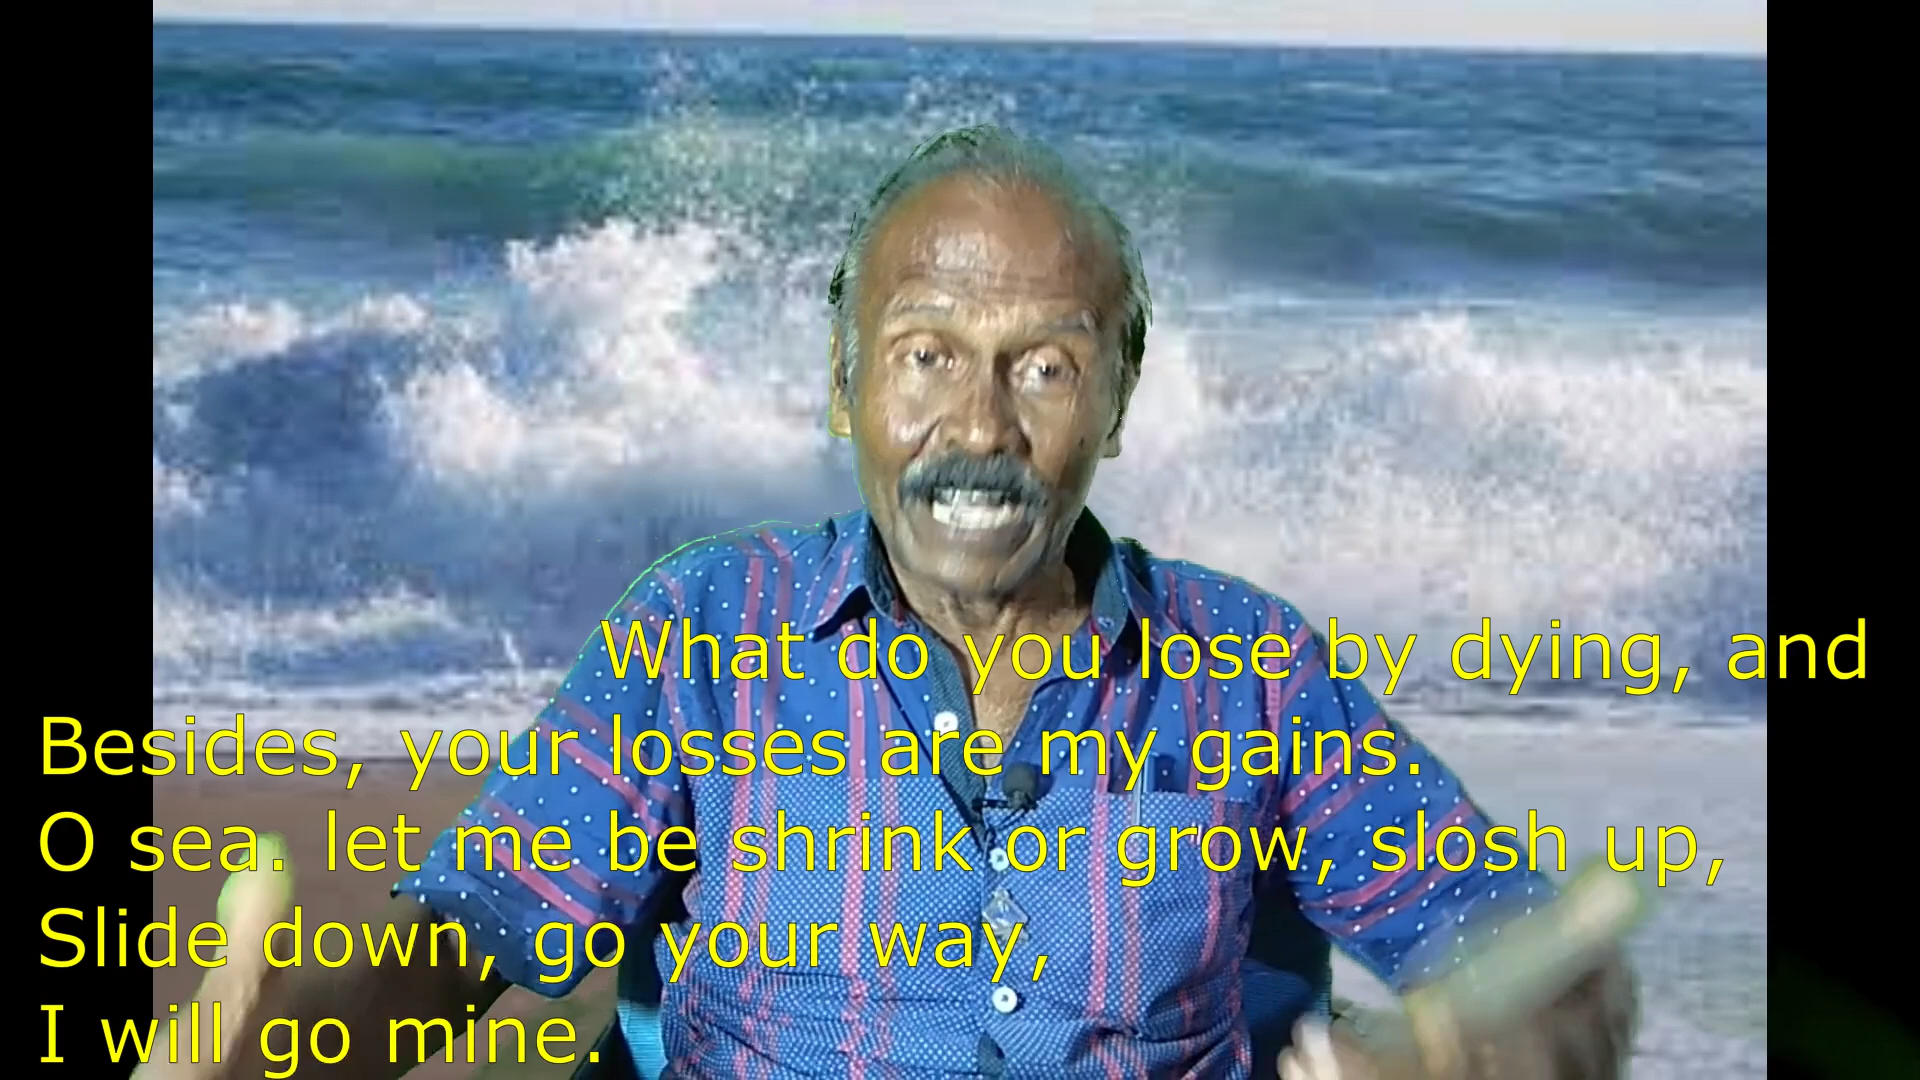 What do you lose by dying, and
Besides, your losses are my gains.
O sea. let me be shrink or grow, slosh up,
Slide down, go your way,
I will go mine.